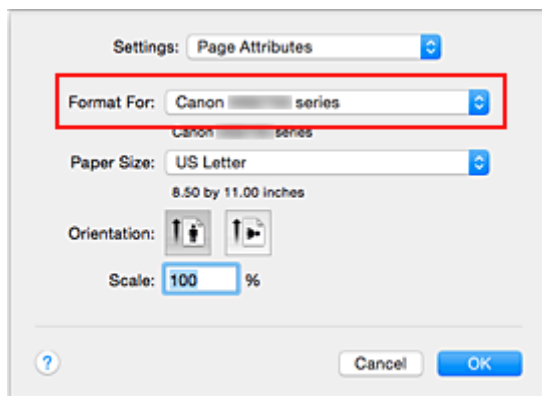 Settings: Page Attributes
Format For: Canon series
Canon series
Paper Size: US Letter
8.50 by 11.00 inches
Orientation:
Scale: 100 %
? Cancel OK